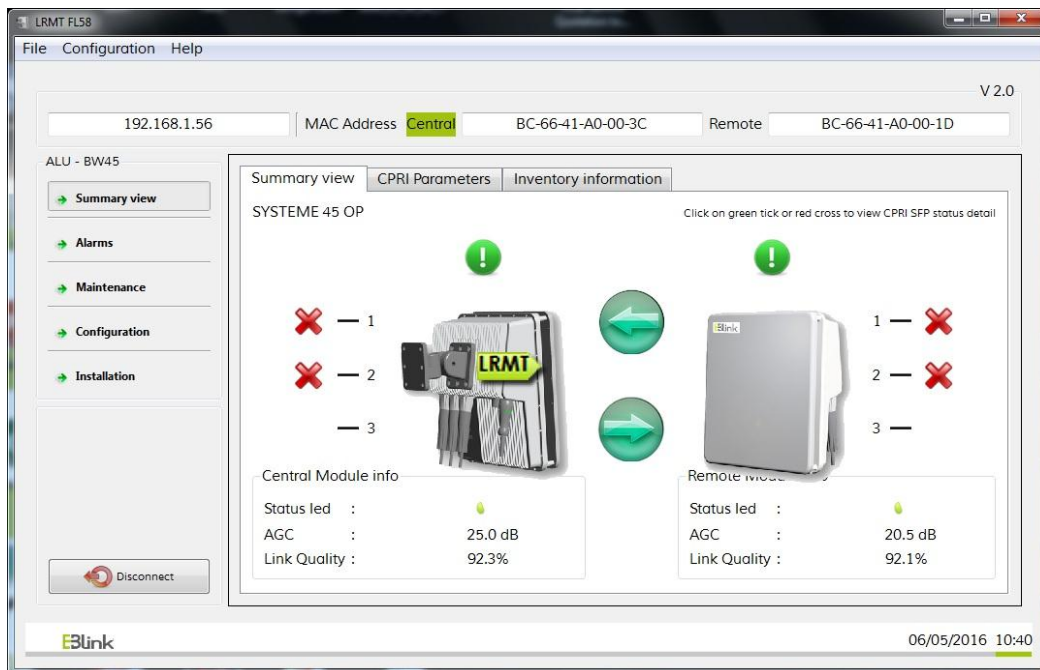 LRMT FL58
File Configuration Help
V 2.0
192.168.1.56 MAC Address Central BC-66-41-A0-00-3C Remote BC-66-41-A0-00-1D
ALU - BW45
Summary view
Alarms
Maintenance
Configuration
Installation
Disconnect
Summary view CPRI Parameters Inventory information
SYSTEME 45 OP Click on green tick or red cross to view CPRI SFP status detail
1
2
3
LRMT
EBlink
1
2
3
Central Module info
Status led :
AGC : 25.0 dB
Link Quality : 92.3%
Remote
Status led :
AGC : 20.5 dB
Link Quality : 92.1%
EBlink
06/05/2016 10:40